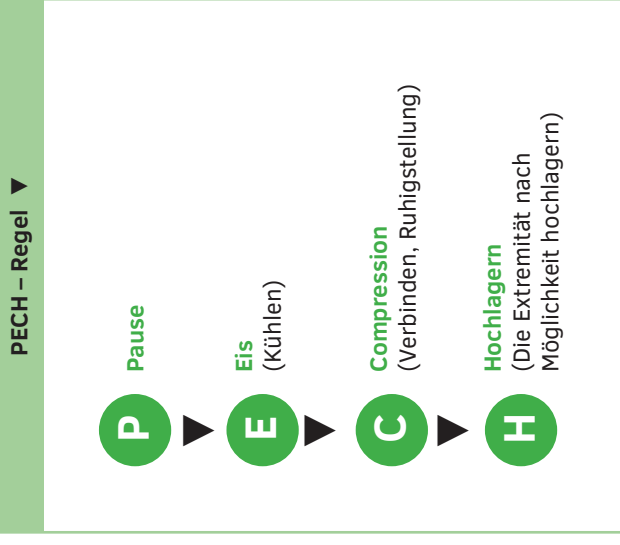 PECH – Regel ▼
P
Pause
E
Eis
(Kühlen)
C
Compression
(Verbinden, Ruhigstellung)
H
Hochlagern
(Die Extremität nach
Möglichkeit hochlagern)